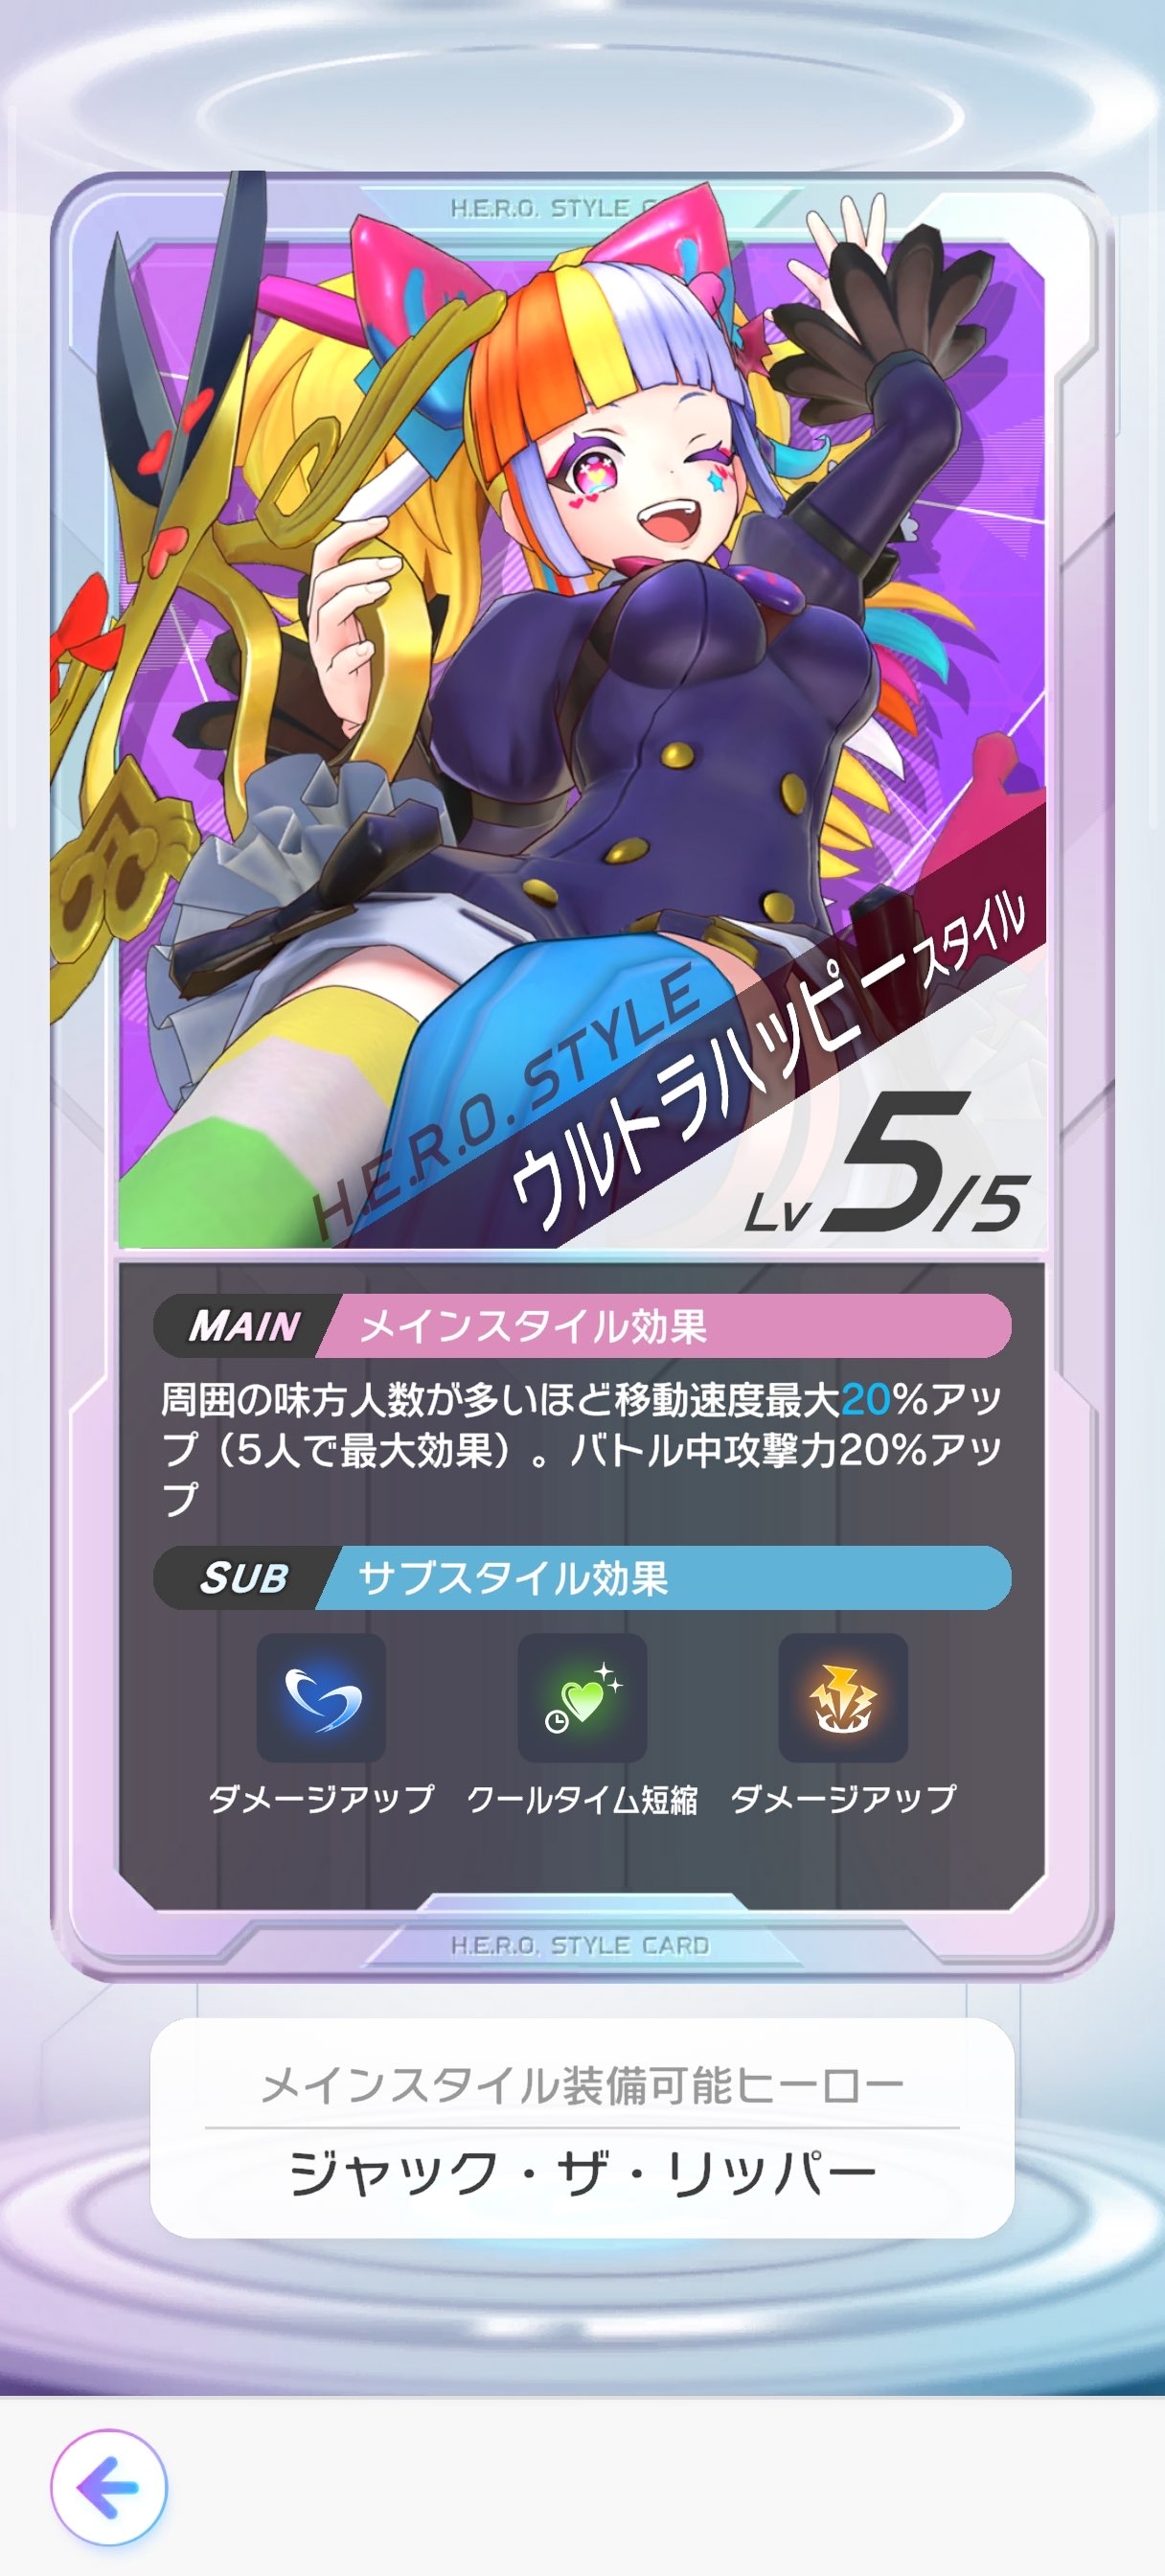 H.E.R.O. STYLE
H.E.R.O. STYLE
ウルトラハッピースタイル
Lv 5/5
MAIN メインスタイル効果
周囲の味方人数が多いほど移動速度最大20%アッ
プ（5人で最大効果）。バトル中攻撃力20%アッ
プ
SUB サブスタイル効果
ダメージアップ クールタイム短縮 ダメージアップ
H.E.R.O. STYLE CARD
メインスタイル装備可能ヒーロー
ジャック・ザ・リッパー